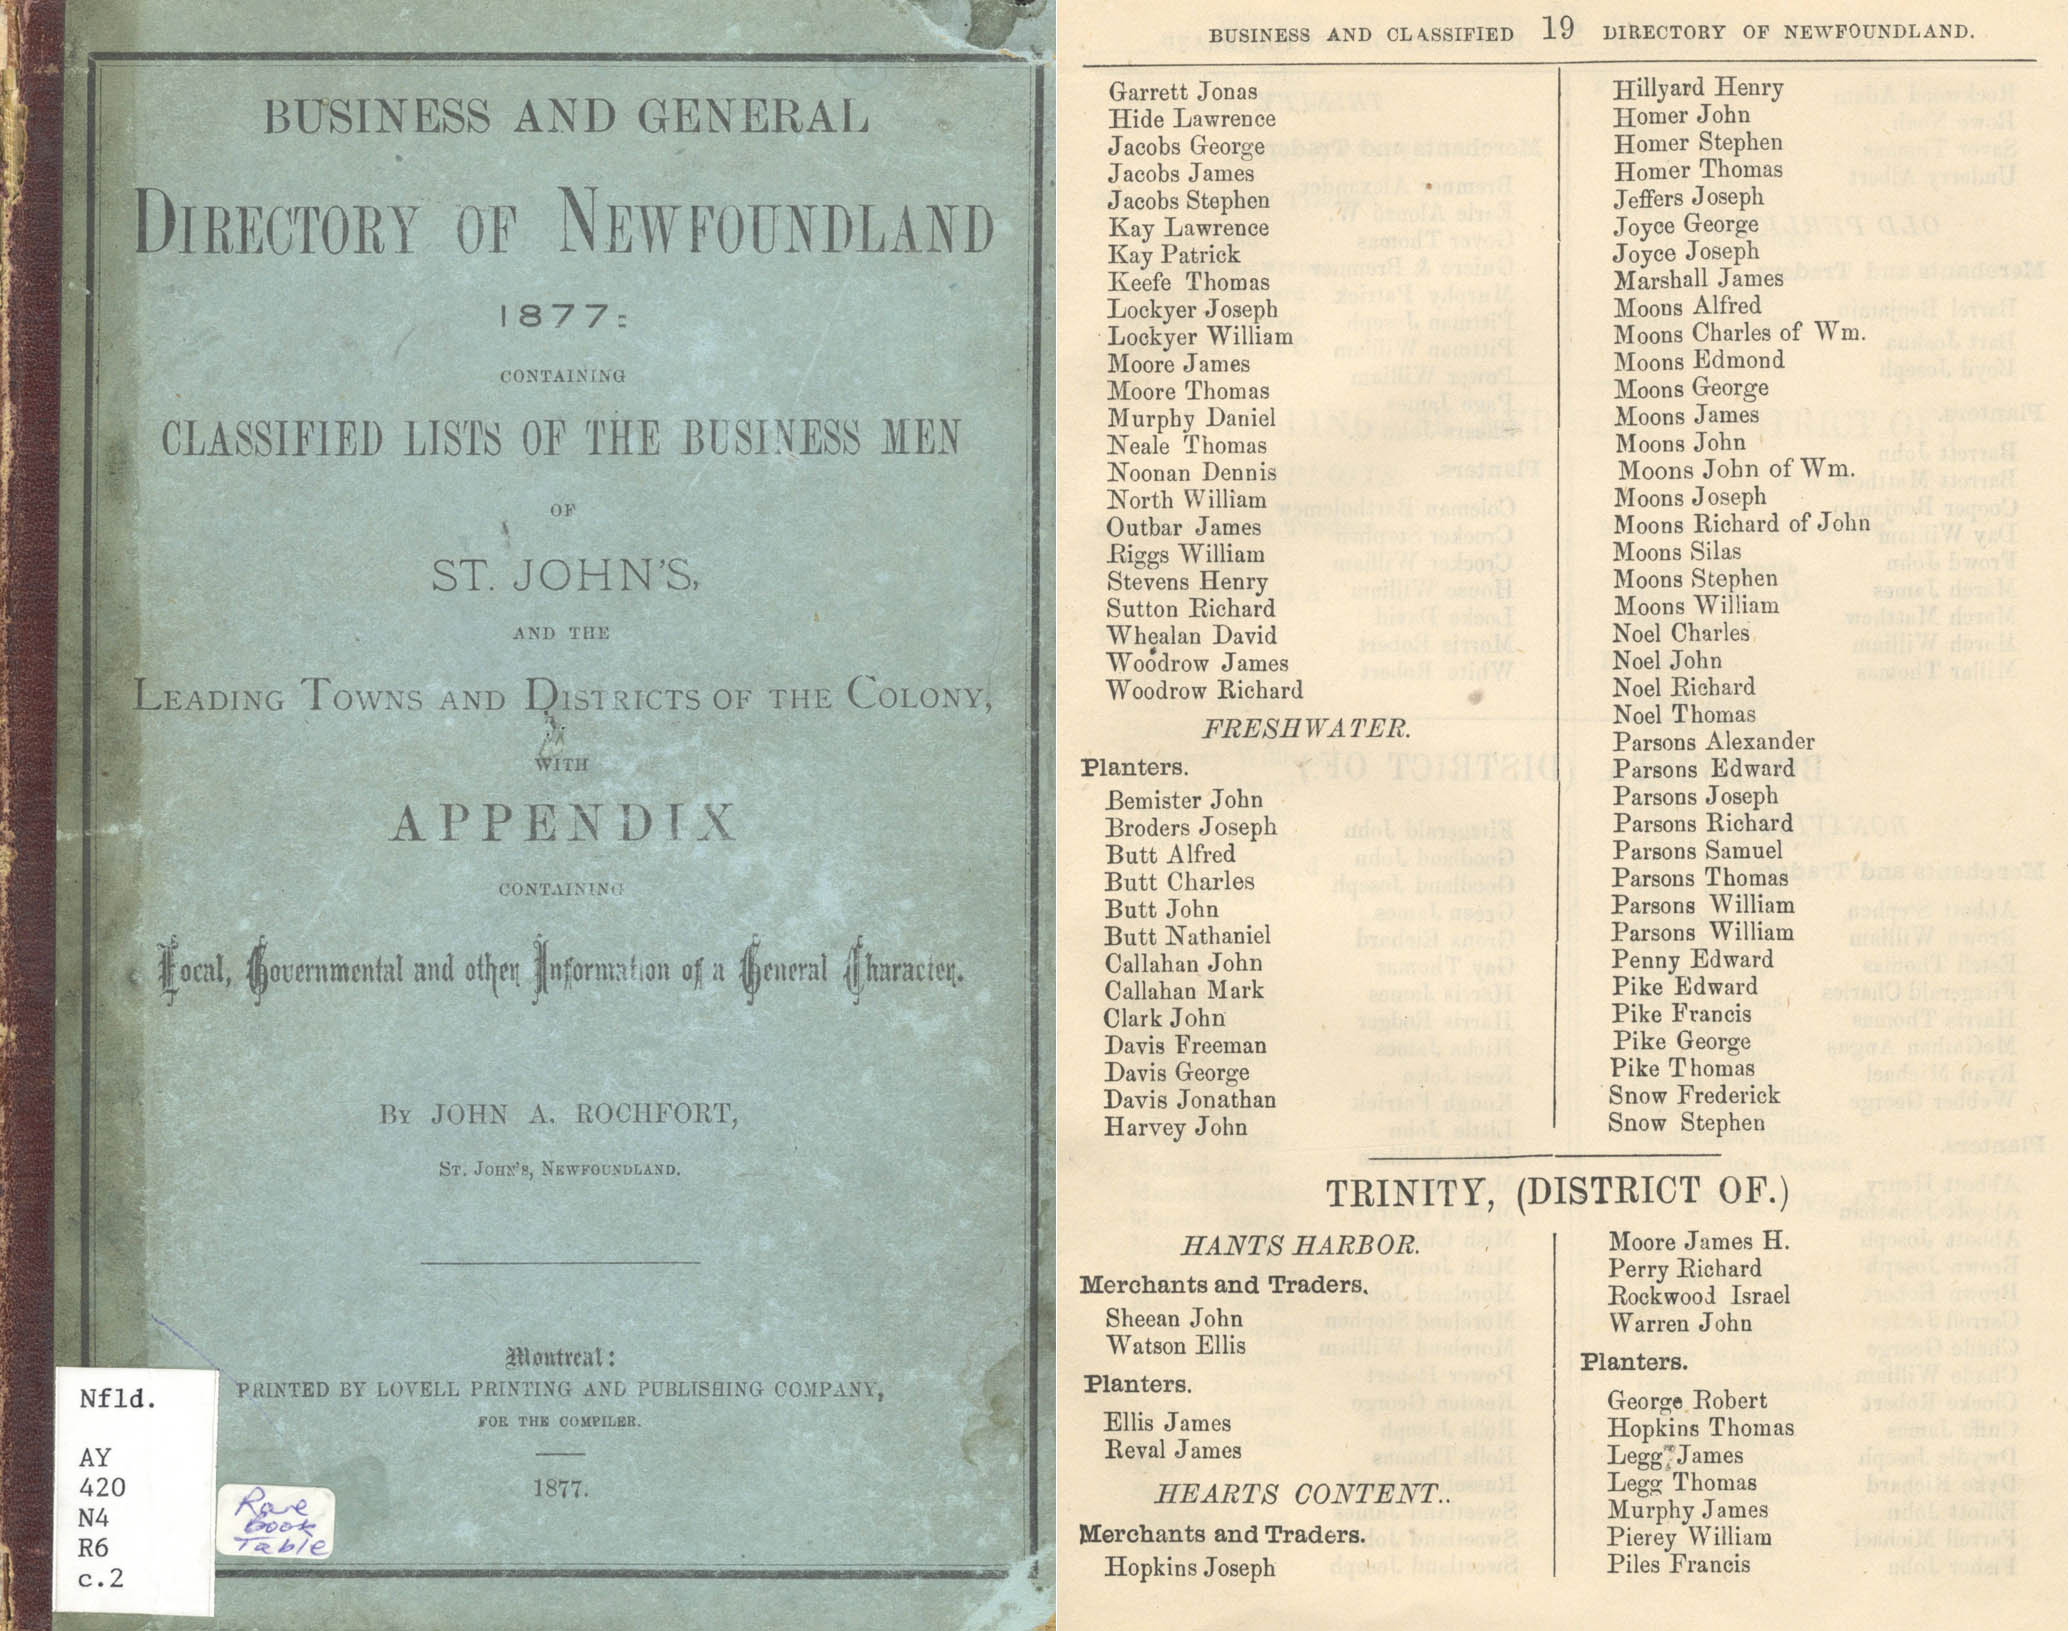 BUSINESS AND GENERAL
DIRECTORY OF NEWFOUNDLAND
1877:
CONTAINING
CLASSIFIED LISTS OF THE BUSINESS MEN
OF
ST. JOHN'S,
AND THE
LEADING TOWNS AND DISTRICTS OF THE COLONY,
WITH
APPENDIX
CONTAINING
Local, Governmental and other Information of a General Character.
BY JOHN A. ROCHFORT,
ST. JOHN'S, NEWFOUNDLAND.
Montreal:
PRINTED BY LOVELL PRINTING AND PUBLISHING COMPANY,
FOR THE COMPILER.
1877.
Nfld.
AY
420
N4
R6
c.2
Rare
Book
Table
BUSINESS AND CLASSIFIED 19 DIRECTORY OF NEWFOUNDLAND.
Garrett Jonas
Hide Lawrence
Jacobs George
Jacobs James
Jacobs Stephen
Kay Lawrence
Kay Patrick
Keefe Thomas
Lockyer Joseph
Lockyer William
Moore James
Moore Thomas
Murphy Daniel
Neale Thomas
Noonan Dennis
North William
Outbar James
Riggs William
Stevens Henry
Sutton Richard
Whealan David
Woodrow James
Woodrow Richard
FRESHWATER.
Planters.
Bemister John
Broders Joseph
Butt Alfred
Butt Charles
Butt John
Butt Nathaniel
Callahan John
Callahan Mark
Clark John
Davis Freeman
Davis George
Davis Jonathan
Harvey John
Hillyard Henry
Homer John
Homer Stephen
Homer Thomas
Jeffers Joseph
Joyce George
Joyce Joseph
Marshall James
Moons Alfred
Moons Charles of Wm.
Moons Edmond
Moons George
Moons James
Moons John
Moons John of Wm.
Moons Joseph
Moons Richard of John
Moons Silas
Moons Stephen
Moons William
Noel Charles
Noel John
Noel Richard
Noel Thomas
Parsons Alexander
Parsons Edward
Parsons Joseph
Parsons Richard
Parsons Samuel
Parsons Thomas
Parsons William
Parsons William
Penny Edward
Pike Edward
Pike Francis
Pike George
Pike Thomas
Snow Frederick
Snow Stephen
TRINITY, (DISTRICT OF.)
HANTS HARBOR.
Merchants and Traders.
Sheean John
Watson Ellis
Planters.
Ellis James
Reval James
HEARTS CONTENT..
Merchants and Traders.
Hopkins Joseph
Moore James H.
Perry Richard
Rockwood Israel
Warren John
Planters.
George Robert
Hopkins Thomas
Legg James
Legg Thomas
Murphy James
Pierey William
Piles Francis